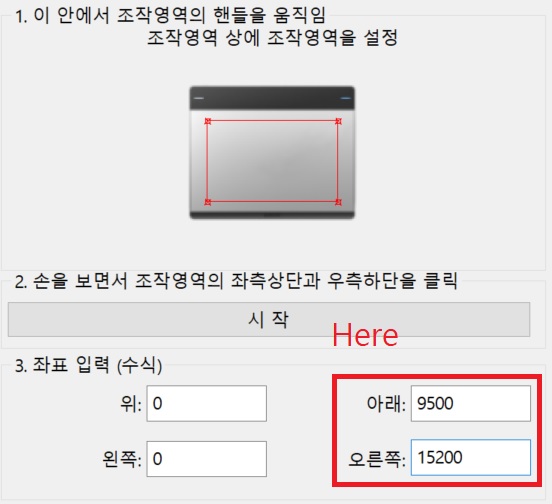 1. 이 안에서 조작영역의 핸들을 움직임
조작영역 상에 조작영역을 설정
2. 손을 보면서 조작영역의 좌측상단과 우측하단을 클릭
시 작
Here
3. 좌표 입력 (수식)
위: 0 아래: 9500
왼쪽: 0 오른쪽: 15200